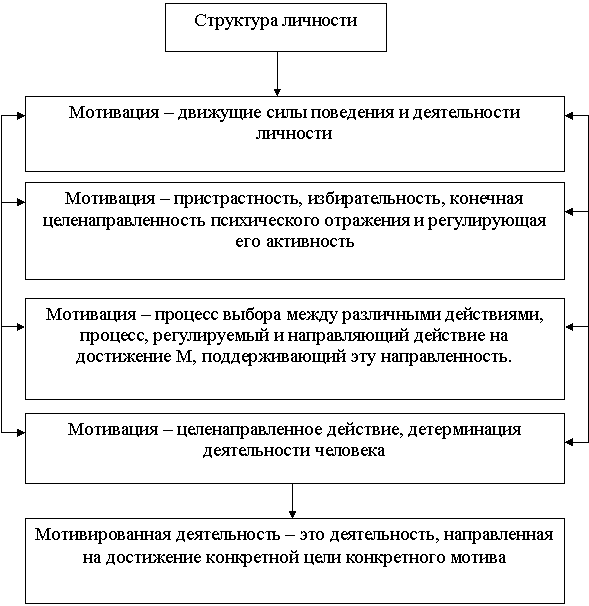 Структура личности
Мотивация – движущие силы поведения и деятельности
личности
Мотивация – пристрастность, избирательность, конечная
целенаправленность психического отражения и регулирующая
его активность
Мотивация – процесс выбора между различными действиями,
процесс, регулируемый и направляющий действие на
достижение М, поддерживающий эту направленность.
Мотивация – целенаправленное действие, детерминация
деятельности человека
Мотивированная деятельность – это деятельность, направленная
на достижение конкретной цели конкретного мотива